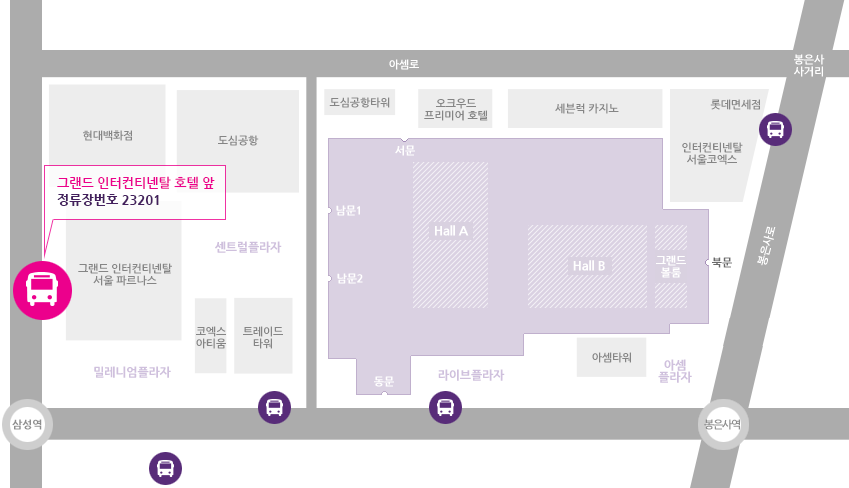 아셈로
봉은사
사거리
도심공항타워
오크우드
프리미어 호텔
세븐럭 카지노
롯데면세점
현대백화점
도심공항
인터컨티넨탈
서울코엑스
서문
그랜드 인터컨티넨탈 호텔 앞
정류장번호 23201
남문1
Hall A
센트럴플라자
봉은사로
그랜드 인터컨티넨탈
서울 파르나스
남문2
Hall B
그랜드
볼룸
북문
코엑스
아티움
트레이드
타워
밀레니엄플라자
동문
라이브플라자
아셈타워
아셈
플라자
삼성역
봉은사역